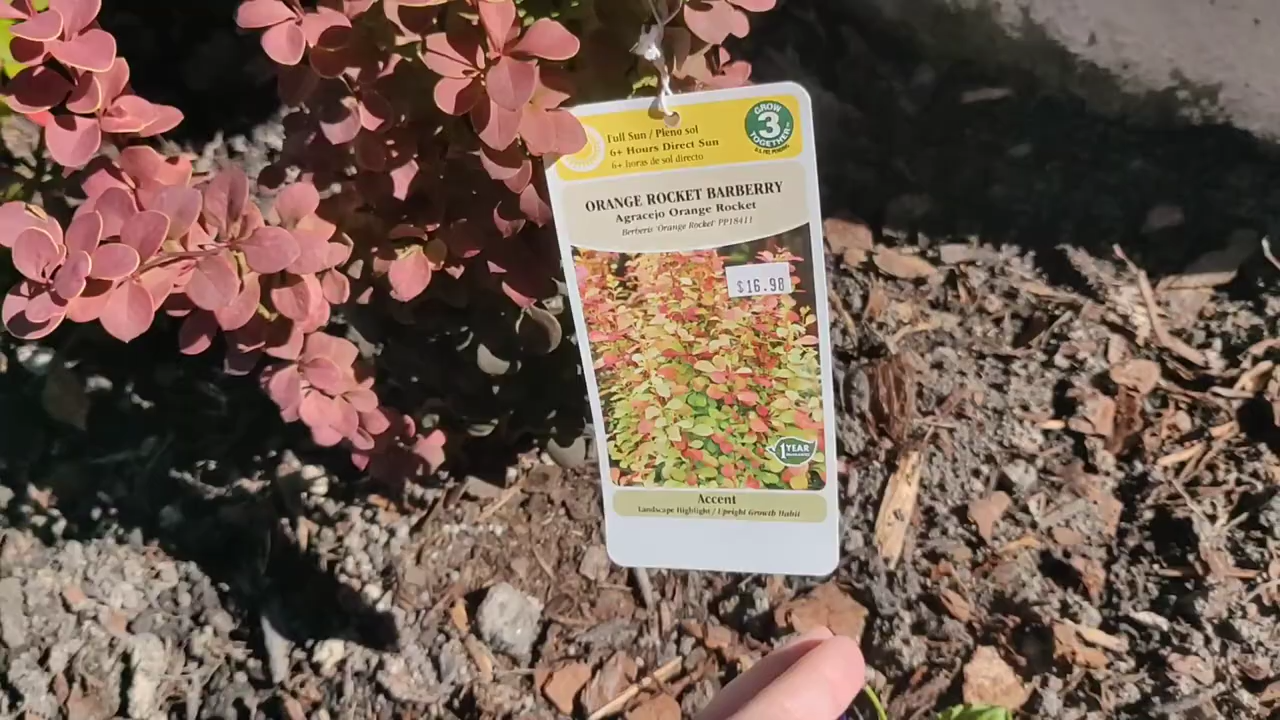 Full Sun / Pleno sol
6+ Hours Direct Sun
6+ horas de sol directo
GROW
3
TOGETHER
ORANGE ROCKET BARBERRY
Agracejo Orange Rocket
Berberis 'Orange Rocket' PP18411
$16.98
1 YEAR
Accent
Landscape Highlight / Upright Growth Habit